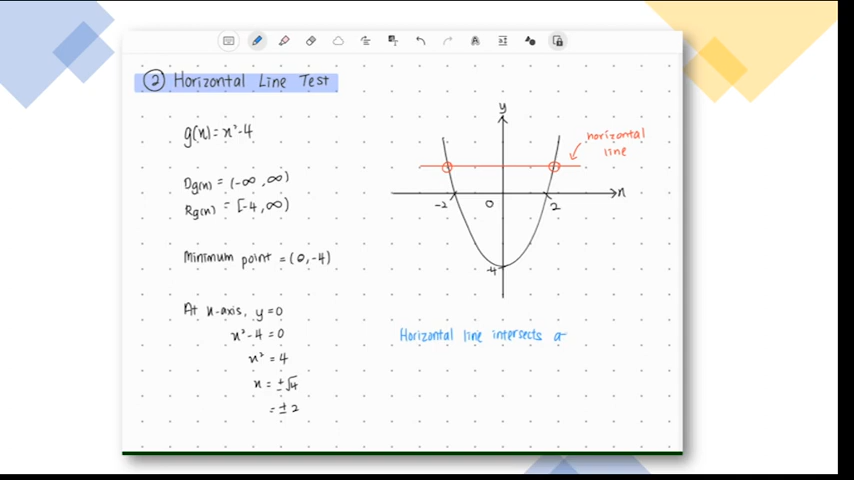 ② Horizontal Line Test
g(x) = x² - 4
Dg(x) = (-∞, ∞)
Rg(x) = [-4, ∞)
Minimum point = (0, -4)
At x-axis, y = 0
x² - 4 = 0
x² = 4
x = ±√4
= ±2
y
horizontal
line
x
-2
0
2
-4
Horizontal line intersects a